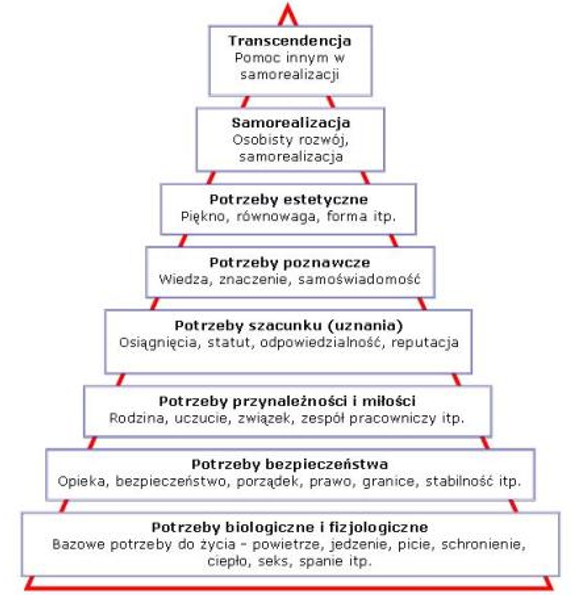 Transcendencja
Pomoc innym w
samorealizacji
Samorealizacja
Osobisty rozwój,
samorealizacja
Potrzeby estetyczne
Piękno, równowaga, forma itp.
Potrzeby poznawcze
Wiedza, znaczenie, samoświadomość
Potrzeby szacunku (uznania)
Osiągnięcia, statut, odpowiedzialność, reputacja
Potrzeby przynależności i miłości
Rodzina, uczucie, związek, zespół pracowniczy itp.
Potrzeby bezpieczeństwa
Opieka, bezpieczeństwo, porządek, prawo, granice, stabilność itp.
Potrzeby biologiczne i fizjologiczne
Bazowe potrzeby do życia - powietrze, jedzenie, picie, schronienie,
ciepło, seks, spanie itp.